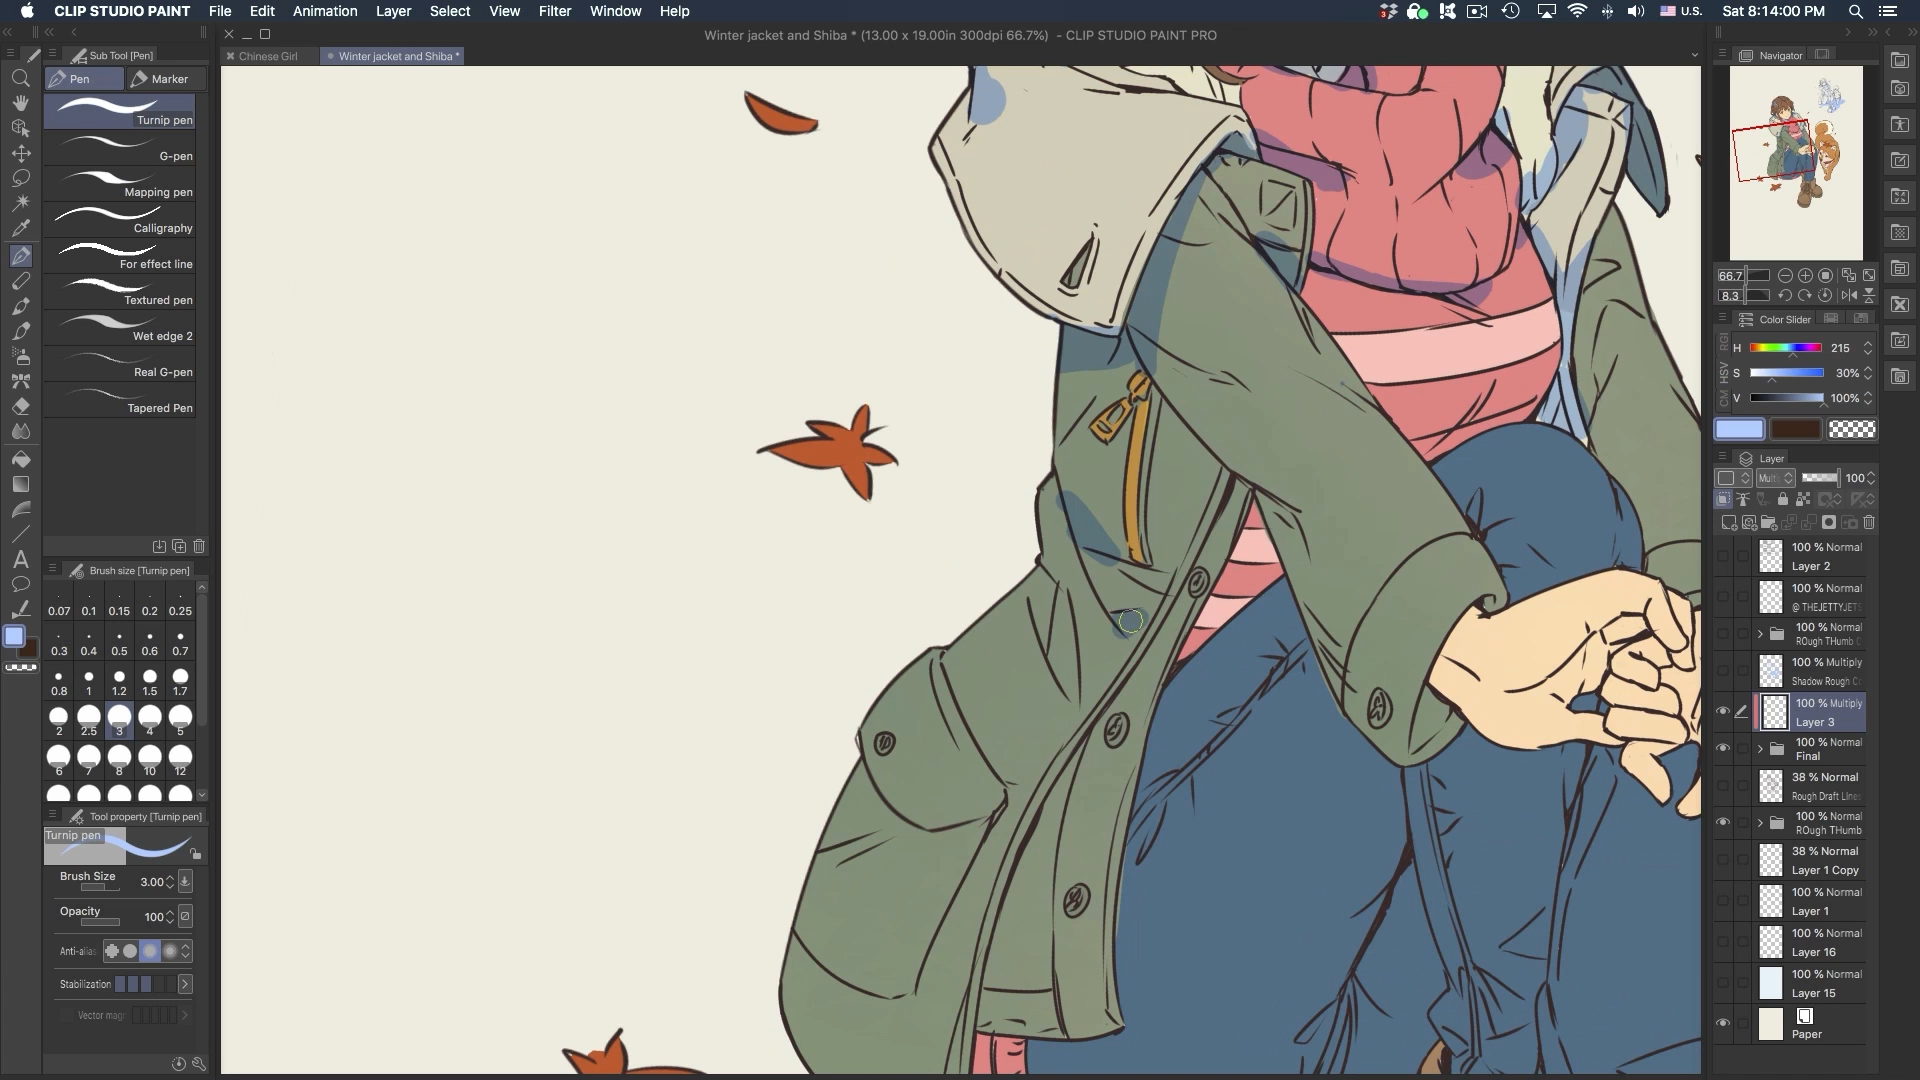 CLIP STUDIO PAINT File Edit Animation Layer Select View Filter Window Help
3 U.S. Sat 8:14:00 PM
Winter jacket and Shiba * (13.00 x 19.00in 300dpi 66.7%) - CLIP STUDIO PAINT PRO
Chinese Girl
Winter jacket and Shiba *
Sub Tool [Pen]
Pen
Marker
Turnip pen
G-pen
Mapping pen
Calligraphy
For effect line
Textured pen
Wet edge 2
Real G-pen
Tapered Pen
Brush size [Turnip pen]
0.07 0.1 0.15 0.2 0.25
0.3 0.4 0.5 0.6 0.7
0.8 1 1.2 1.5 1.7
2 2.5 3 4 5
6 7 8 10 12
Tool property [Turnip pen]
Turnip pen
Brush Size 3.00
Opacity 100
Anti-alias
Stabilization
Vector mag
Navigator
66.7
8.3
Color Slider
H 215
S 30%
V 100%
HSV
Layer
Mult 100
100 % Normal
Layer 2
100 % Normal
@ THEJETTYJET
100 % Normal
ROugh THumb C
100 % Multiply
Shadow Rough C
100 % Multiply
Layer 3
100 % Normal
Final
38 % Normal
Rough Draft LInes
100 % Normal
ROugh THumb
38 % Normal
Layer 1 Copy
100 % Normal
Layer 1
100 % Normal
Layer 16
100 % Normal
Layer 15
Paper